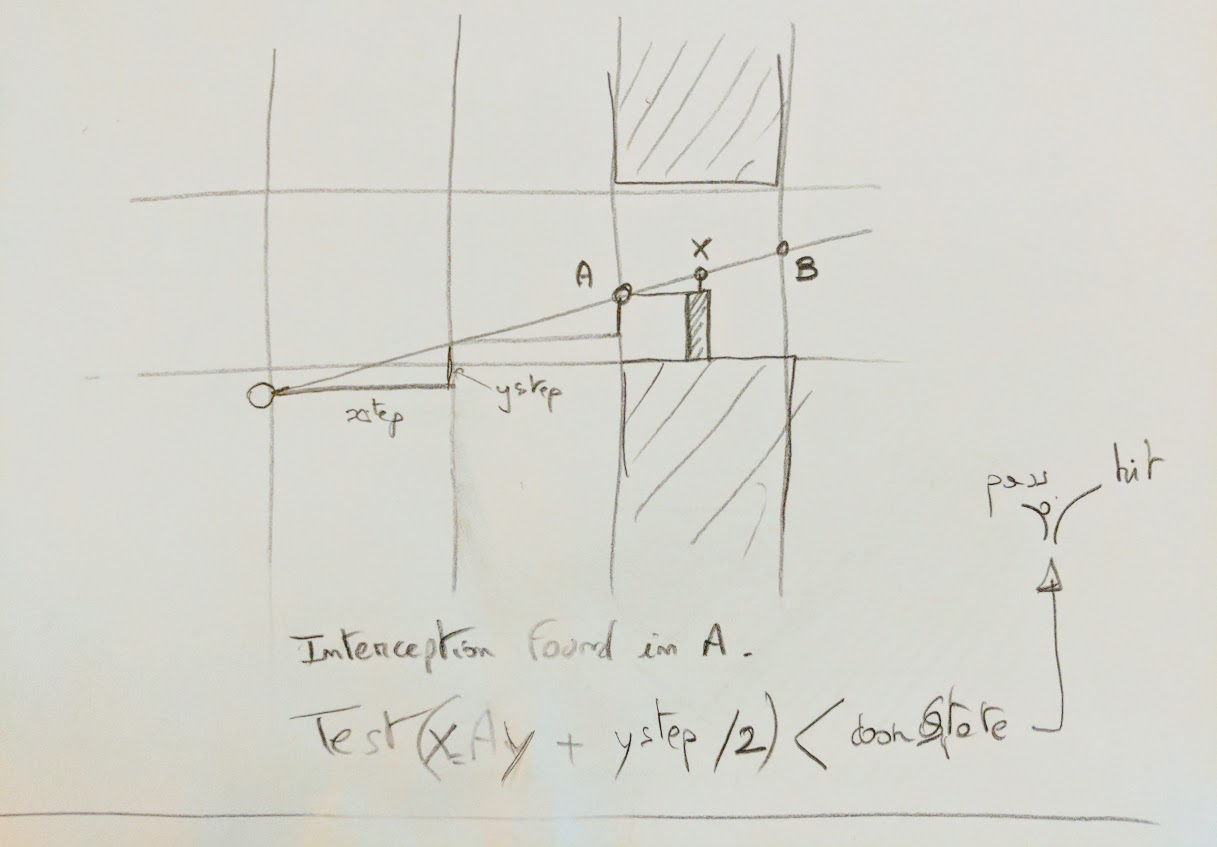 X
A
B
ystep
xstep
pass hit
Interception found in A.
Test(X.Ay + ystep /2) < doorState